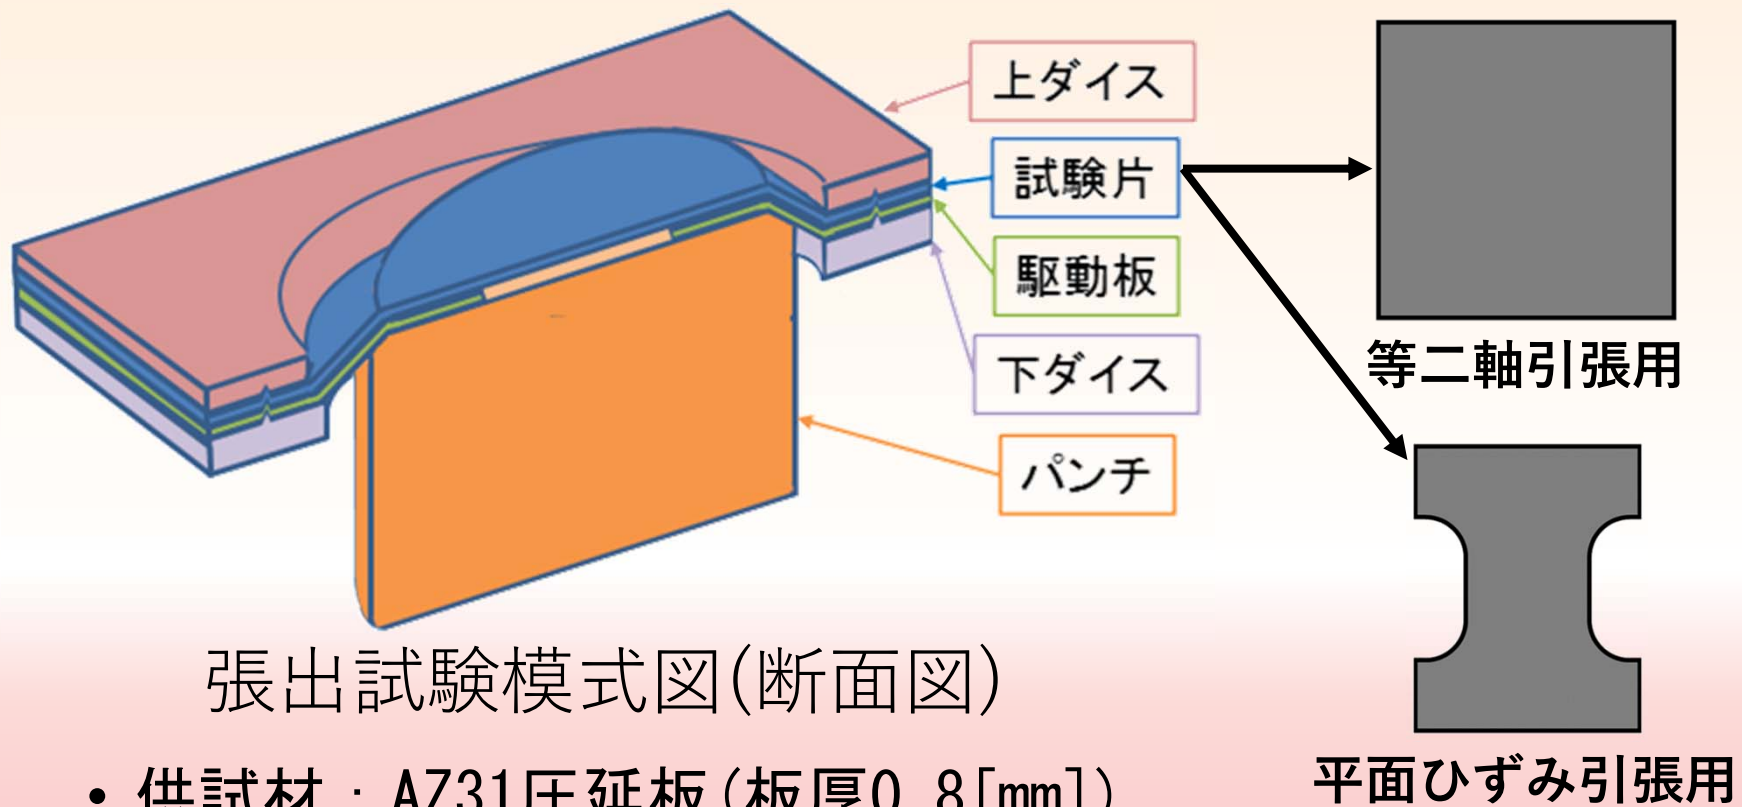 上ダイス
試験片
駆動板
下ダイス
パンチ
等二軸引張用
平面ひずみ引張用
張出試験模式図(断面図)
• 供試材：AZ31圧延板(板厚0.8[mm])